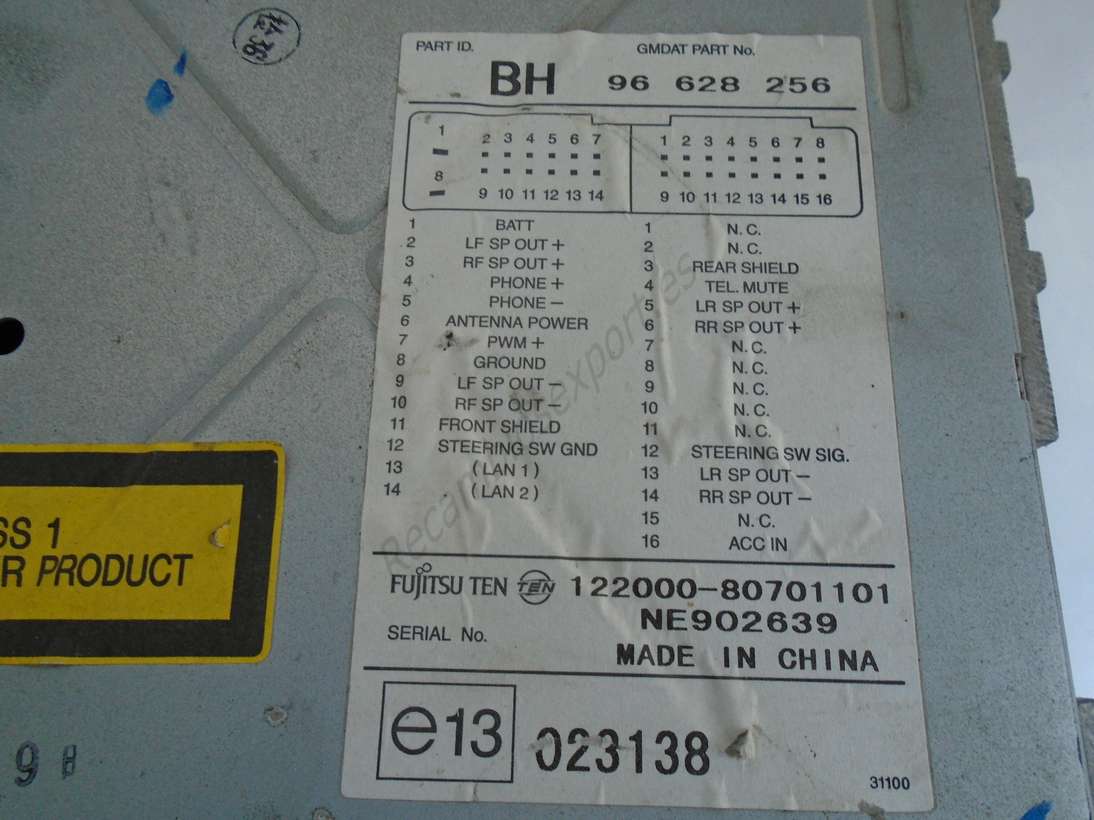 PART ID. GMDAT PART No.
BH 96 628 256
1 2 3 4 5 6 7 1 2 3 4 5 6 7 8
8 9 10 11 12 13 14 9 10 11 12 13 14 15 16
1 BATT 1 N.C.
2 LF SP OUT + 2 N.C.
3 RF SP OUT + 3 REAR SHIELD
4 PHONE + 4 TEL. MUTE
5 PHONE − 5 LR SP OUT +
6 ANTENNA POWER 6 RR SP OUT +
7 PWM + 7 N.C.
8 GROUND 8 N.C.
9 LF SP OUT − 9 N.C.
10 RF SP OUT − 10 N.C.
11 FRONT SHIELD 11 N.C.
12 STEERING SW GND 12 STEERING SW SIG.
13 (LAN 1) 13 LR SP OUT −
14 (LAN 2) 14 RR SP OUT −
15 N.C.
16 ACC IN
FUJITSU TEN TEN 122000-80701101
SERIAL No. NE902639
MADE IN CHINA
e13 023138
31100
SS 1
R PRODUCT
9